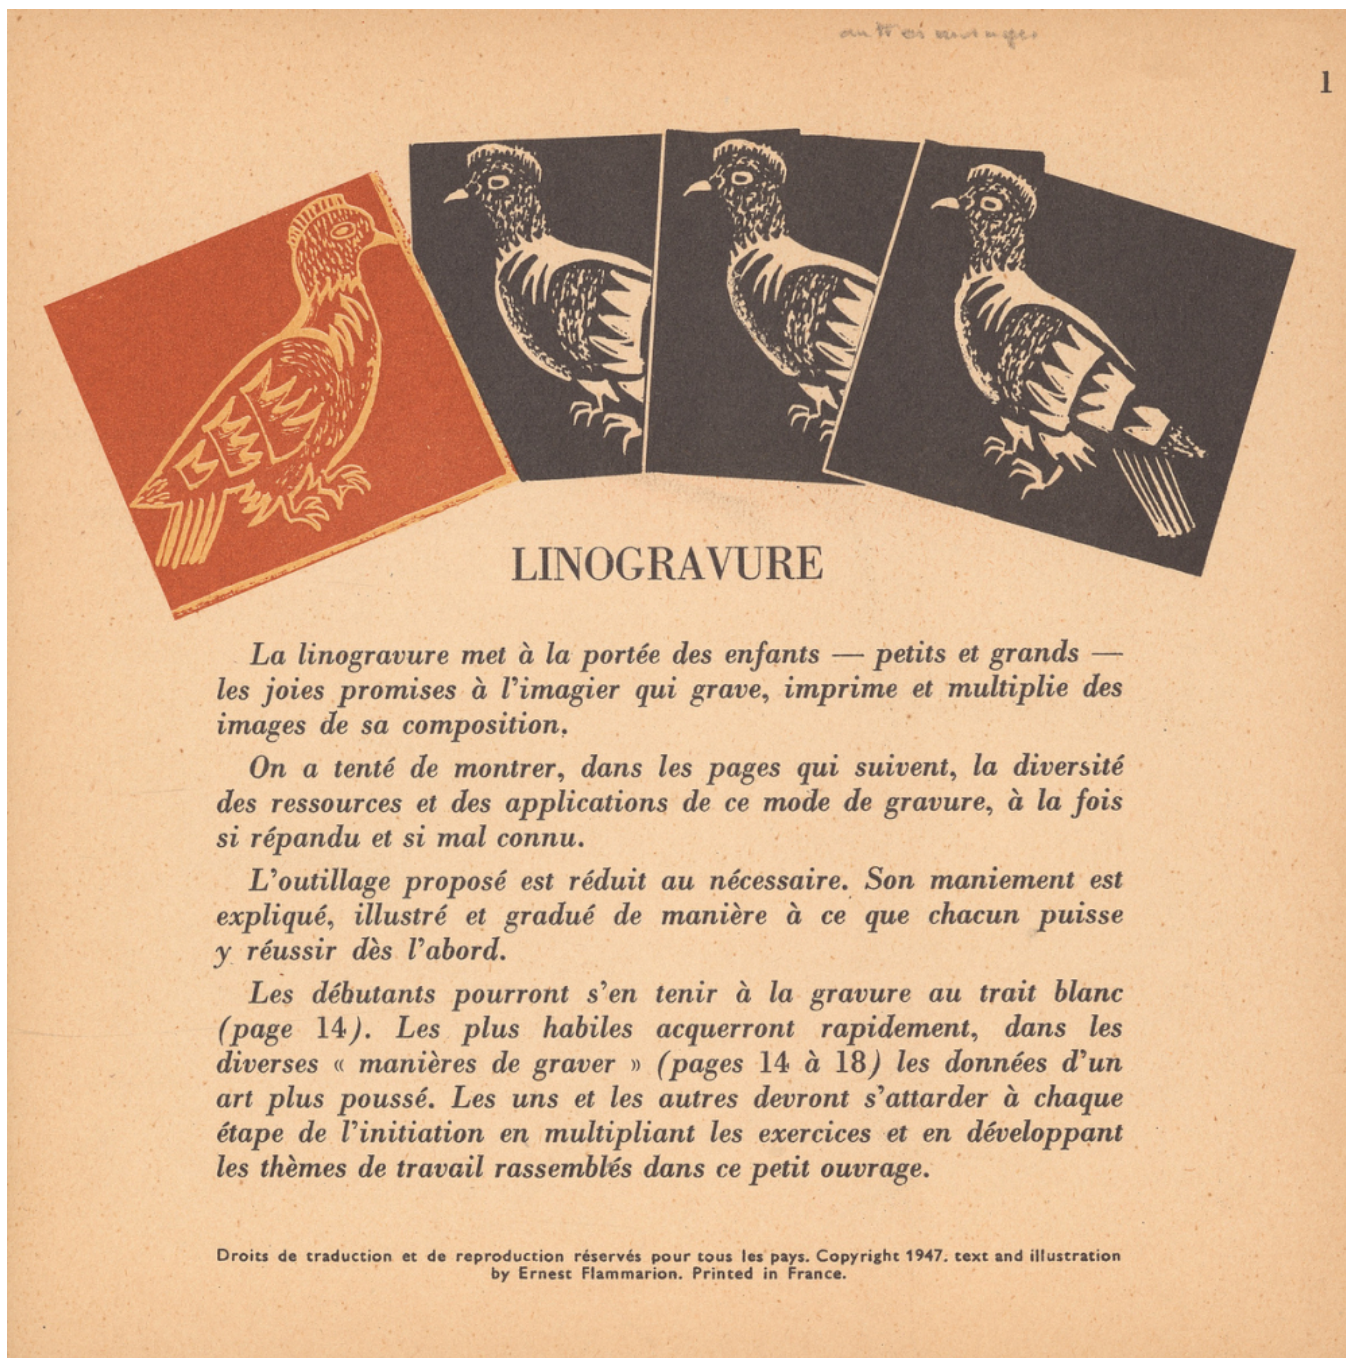 1
LINOGRAVURE
La linogravure met à la portée des enfants — petits et grands —
les joies promises à l'imagier qui grave, imprime et multiplie des
images de sa composition.
On a tenté de montrer, dans les pages qui suivent, la diversité
des ressources et des applications de ce mode de gravure, à la fois
si répandu et si mal connu.
L'outillage proposé est réduit au nécessaire. Son maniement est
expliqué, illustré et gradué de manière à ce que chacun puisse
y réussir dès l'abord.
Les débutants pourront s'en tenir à la gravure au trait blanc
(page 14). Les plus habiles acquerront rapidement, dans les
diverses « manières de graver » (pages 14 à 18) les données d'un
art plus poussé. Les uns et les autres devront s'attarder à chaque
étape de l'initiation en multipliant les exercices et en développant
les thèmes de travail rassemblés dans ce petit ouvrage.
Droits de traduction et de reproduction réservés pour tous les pays. Copyright 1947. text and illustration
by Ernest Flammarion. Printed in France.